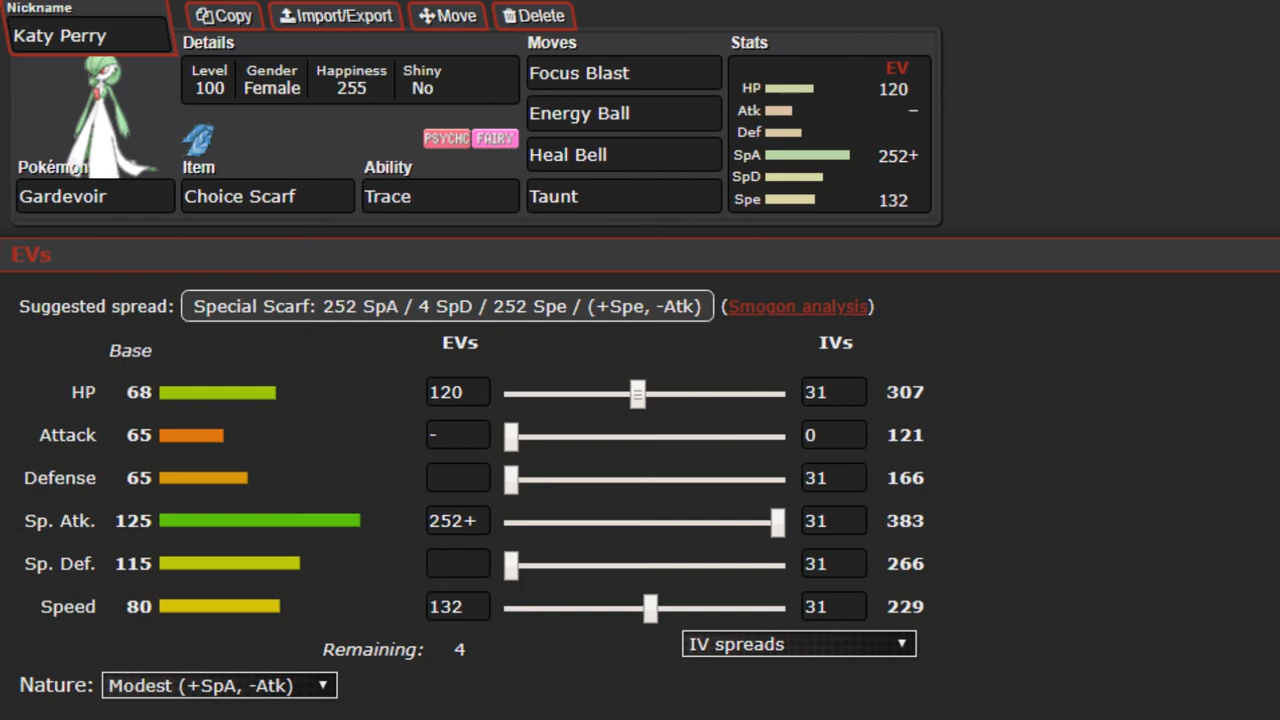 Nickname
Copy Import/Export Move Delete
Katy Perry
Details Moves Stats
Level Gender Happiness Shiny
100 Female 255 No
Focus Blast
Energy Ball
Heal Bell
Taunt
EV
HP 120
Atk –
Def
SpA 252+
SpD
Spe 132
PSYCHC FAIRY
Pokémon Item Ability
Gardevoir Choice Scarf Trace
EVs
Suggested spread: Special Scarf: 252 SpA / 4 SpD / 252 Spe / (+Spe, -Atk) (Smogon analysis)
Base EVs IVs
HP 68 120 31 307
Attack 65 - 0 121
Defense 65 31 166
Sp. Atk. 125 252+ 31 383
Sp. Def. 115 31 266
Speed 80 132 31 229
Remaining: 4 IV spreads
Nature: Modest (+SpA, -Atk)